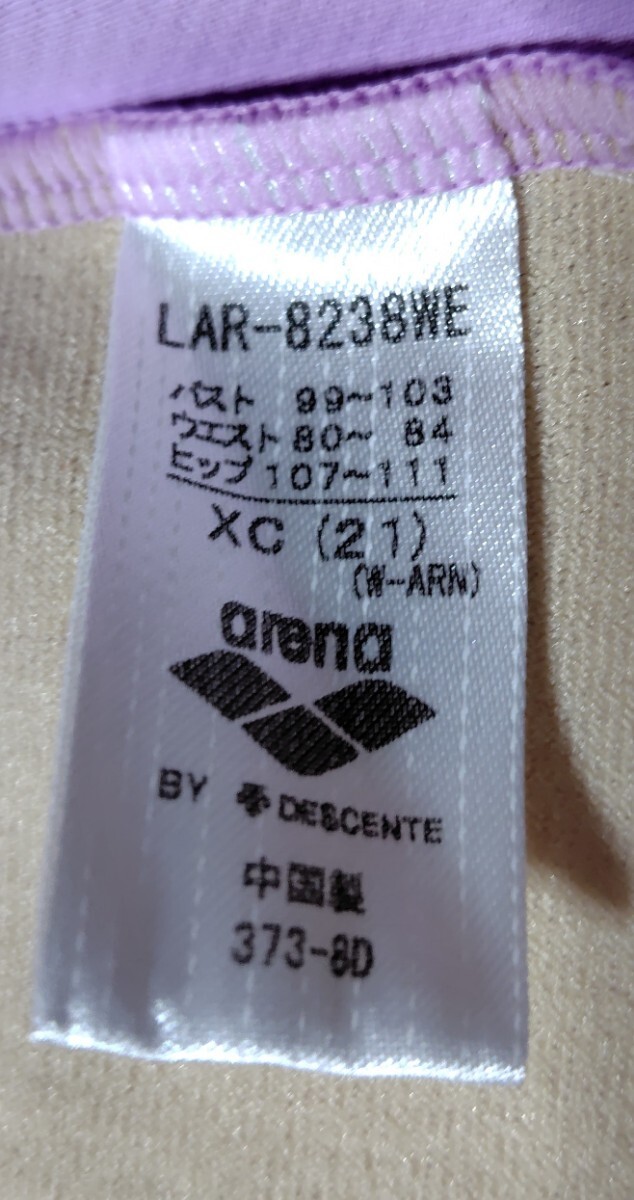 LAR-8238WE
バスト 99~103
ウエスト 80~ 84
ヒップ 107~111
XC (21)
(W-ARN)
arena
BY DESCENTE
中国製
373-8D